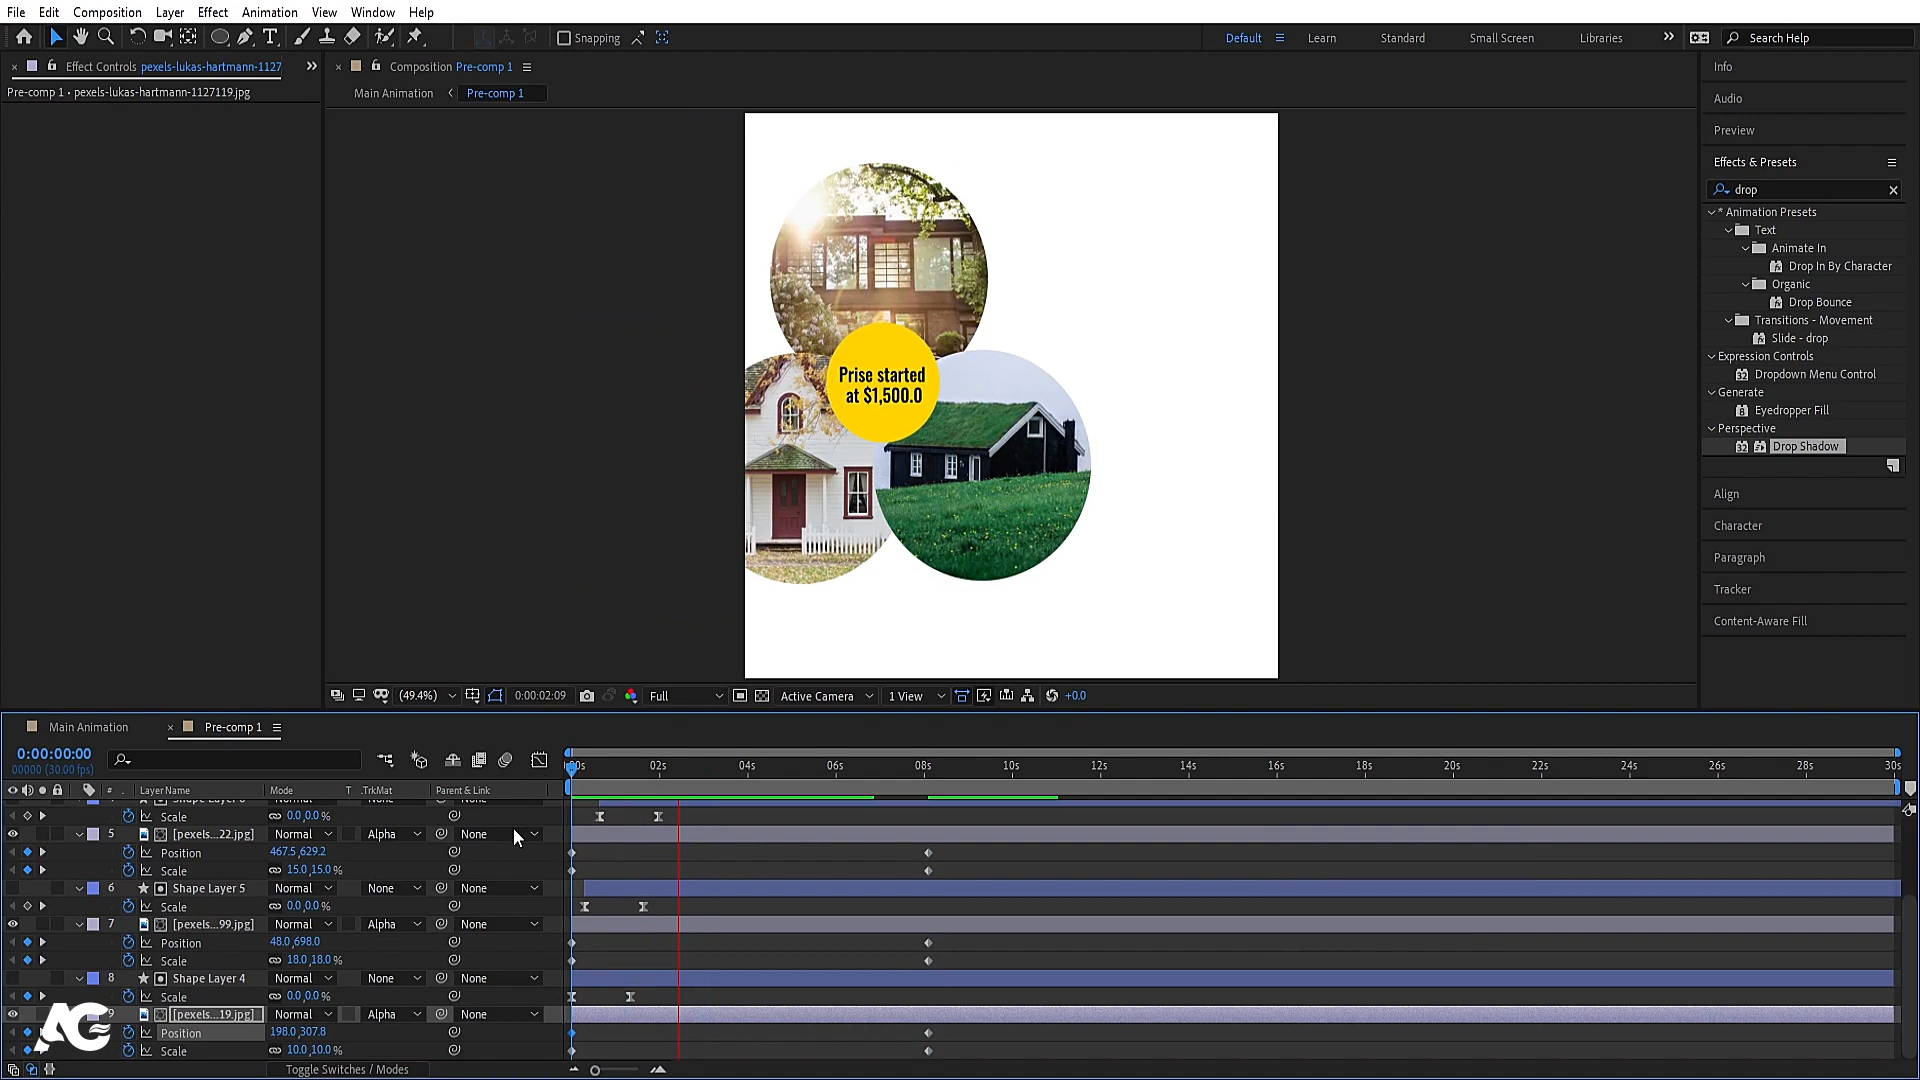 File Edit Composition Layer Effect Animation View Window Help
Snapping Default Learn Standard Small Screen Libraries Search Help
Effect Controls pexels-lukas-hartmann-1127
Pre-comp 1 • pexels-lukas-hartmann-1127119.jpg
Composition Pre-comp 1
Main Animation Pre-comp 1
Prise started
at $1,500.0
(49.4%) 0:00:02:09 Full Active Camera 1 View +0.0
Info
Audio
Preview
Effects & Presets
drop
* Animation Presets
Text
Animate In
Drop In By Character
Organic
Drop Bounce
Transitions - Movement
Slide - drop
Expression Controls
Dropdown Menu Control
Generate
Eyedropper Fill
Perspective
Drop Shadow
Align
Character
Paragraph
Tracker
Content-Aware Fill
Main Animation Pre-comp 1
0:00:00:00
00000 (30.00 fps)
02s 04s 06s 08s 10s 12s 14s 16s 18s 20s 22s 24s 26s 28s 30s
# Layer Name Mode T .TrkMat Parent & Link
Scale 0.0,0.0%
5 [pexels...22.jpg] Normal Alpha None
Position 467.5,629.2
Scale 15.0,15.0%
6 Shape Layer 5 Normal None None
Scale 0.0,0.0%
7 [pexels...99.jpg] Normal Alpha None
Position 48.0,698.0
Scale 18.0,18.0%
8 Shape Layer 4 Normal None None
Scale 0.0,0.0%
9 [pexels...19.jpg] Normal Alpha None
Position 198.0,307.8
Scale 10.0,10.0%
Toggle Switches / Modes
AG